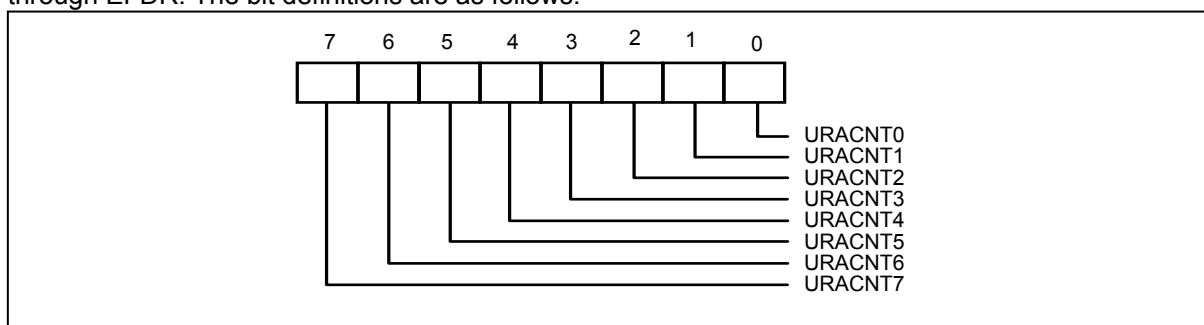 through EFDR. The bit definitions are as follows:
7 6 5 4 3 2 1 0
URACNT0
URACNT1
URACNT2
URACNT3
URACNT4
URACNT5
URACNT6
URACNT7